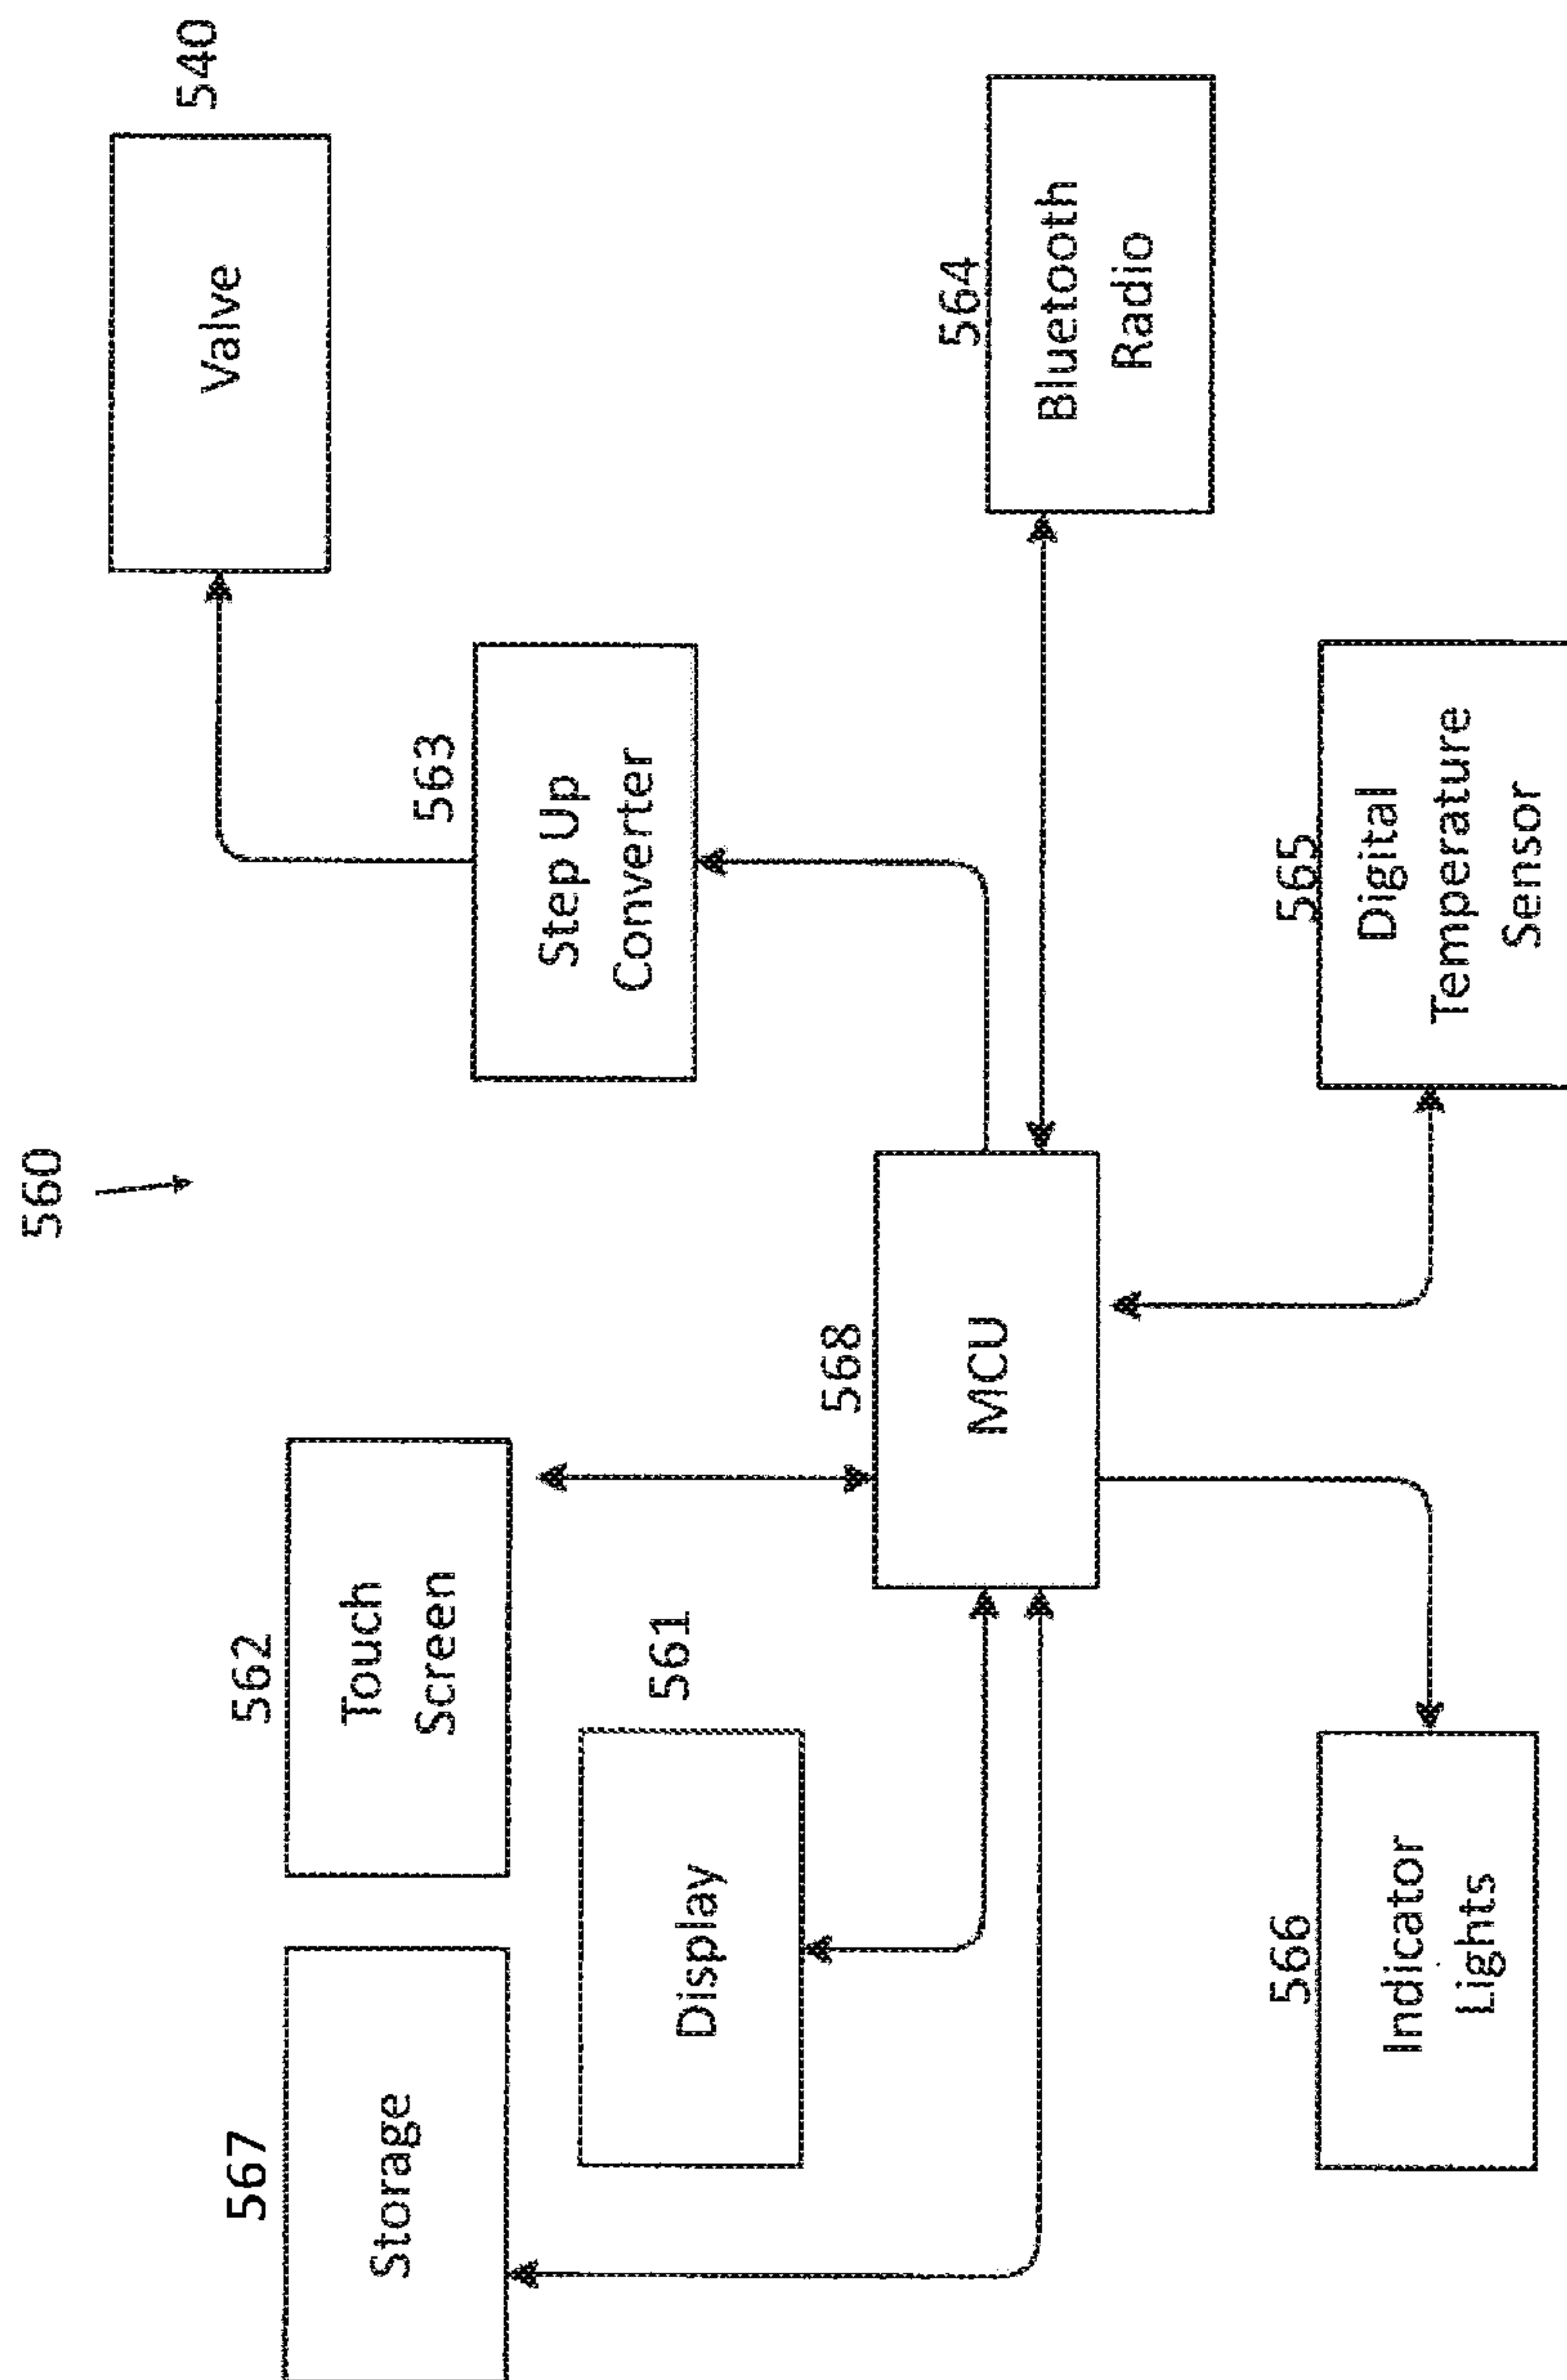 560
567
Storage
562
Touch
Screen
561
Display
568
MCU
563
Step Up
Converter
Valve
540
564
Bluetooth
Radio
565
Digital
Temperature
Sensor
566
Indicator
Lights